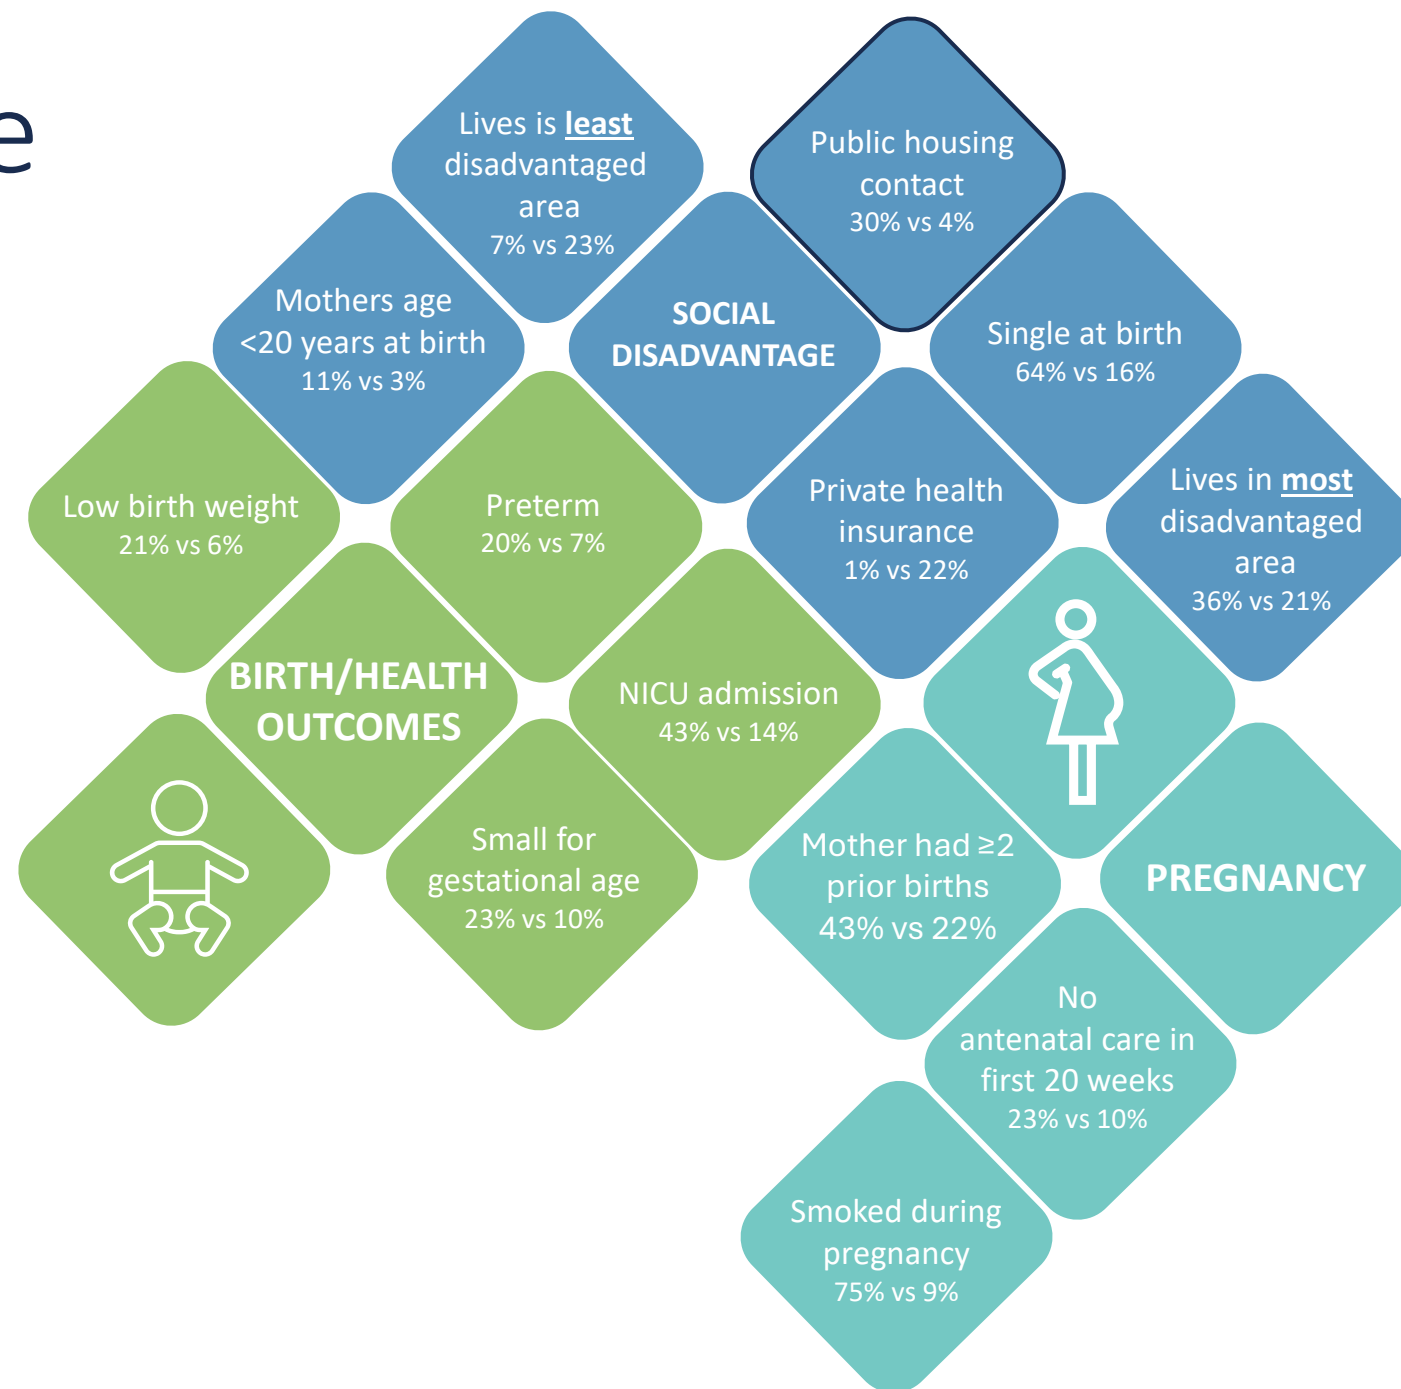 e
Lives is least
disadvantaged
area
7% vs 23%
Public housing
contact
30% vs 4%
Mothers age
<20 years at birth
11% vs 3%
SOCIAL
DISADVANTAGE
Single at birth
64% vs 16%
Low birth weight
21% vs 6%
Preterm
20% vs 7%
Private health
insurance
1% vs 22%
Lives in most
disadvantaged
area
36% vs 21%
BIRTH/HEALTH
OUTCOMES
NICU admission
43% vs 14%
Small for
gestational age
23% vs 10%
Mother had ≥2
prior births
43% vs 22%
PREGNANCY
No
antenatal care in
first 20 weeks
23% vs 10%
Smoked during
pregnancy
75% vs 9%